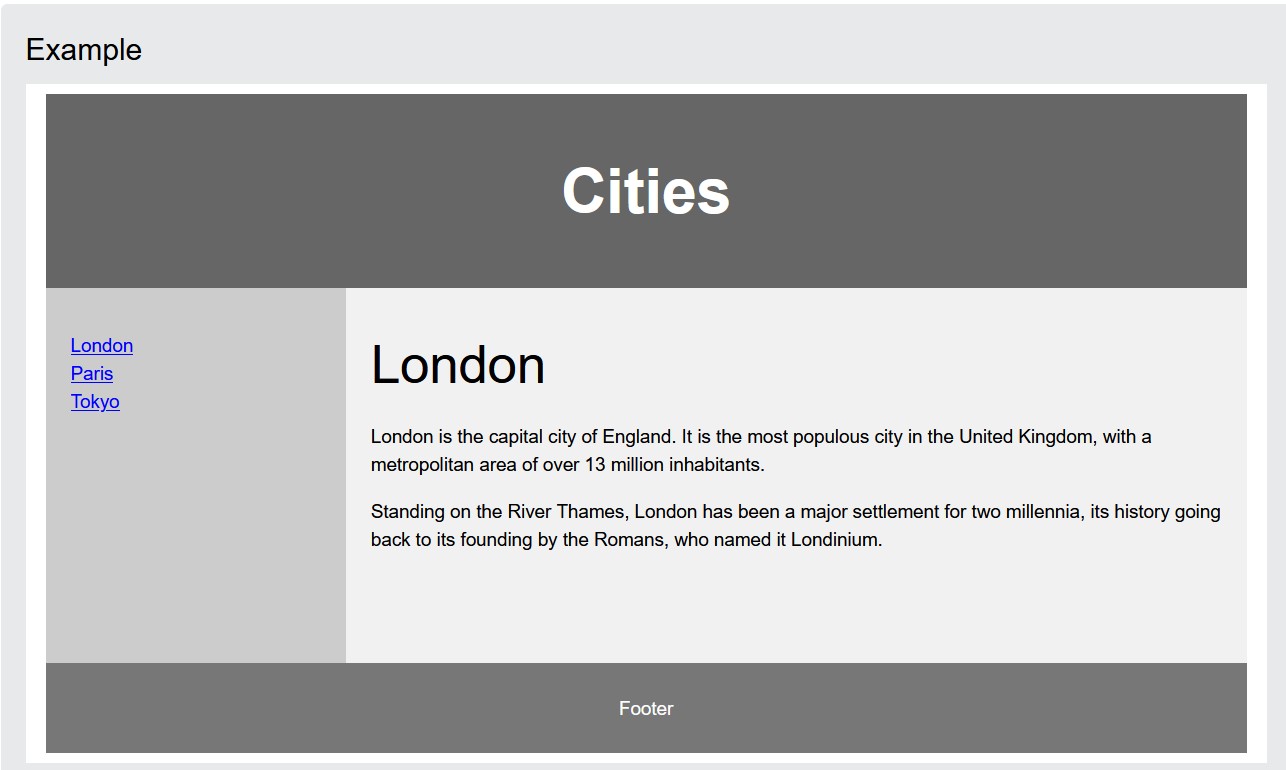 Example
Cities
London
Paris
Tokyo
London
London is the capital city of England. It is the most populous city in the United Kingdom, with a
metropolitan area of over 13 million inhabitants.
Standing on the River Thames, London has been a major settlement for two millennia, its history going
back to its founding by the Romans, who named it Londinium.
Footer